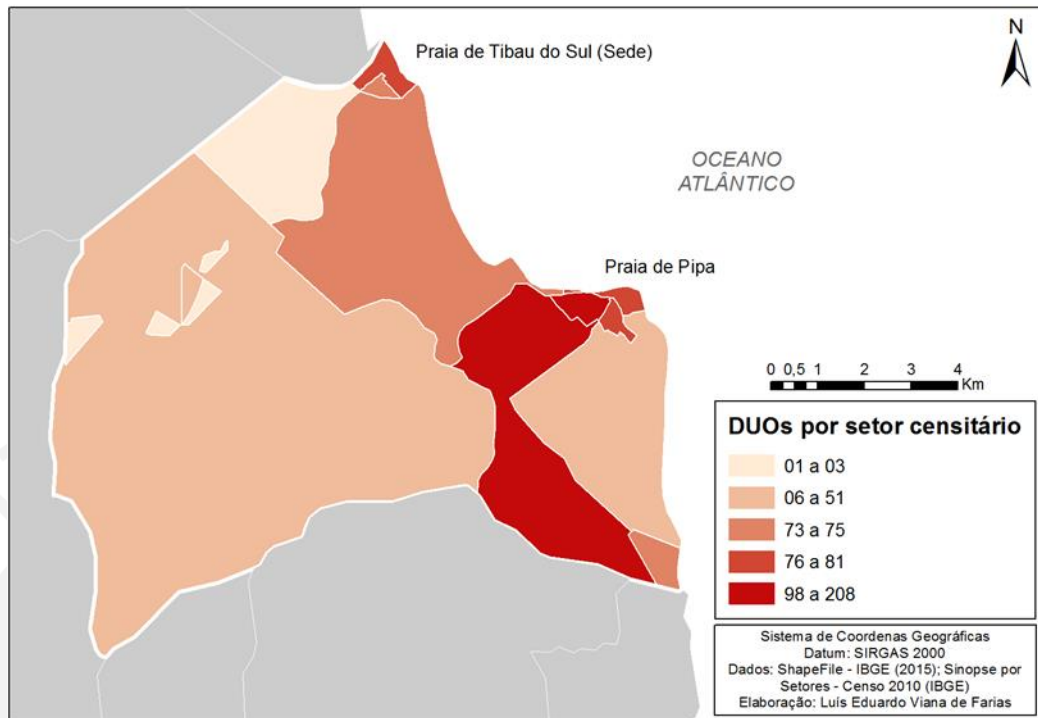 Praia de Tibau do Sul (Sede)
N
OCEANO
ATLÂNTICO
Praia de Pipa
0 0,5 1 2 3 4
Km
DUOs por setor censitário
01 a 03
06 a 51
73 a 75
76 a 81
98 a 208
Sistema de Coordenas Geográficas
Datum: SIRGAS 2000
Dados: ShapeFile - IBGE (2015); Sinopse por
Setores - Censo 2010 (IBGE)
Elaboração: Luís Eduardo Viana de Farias